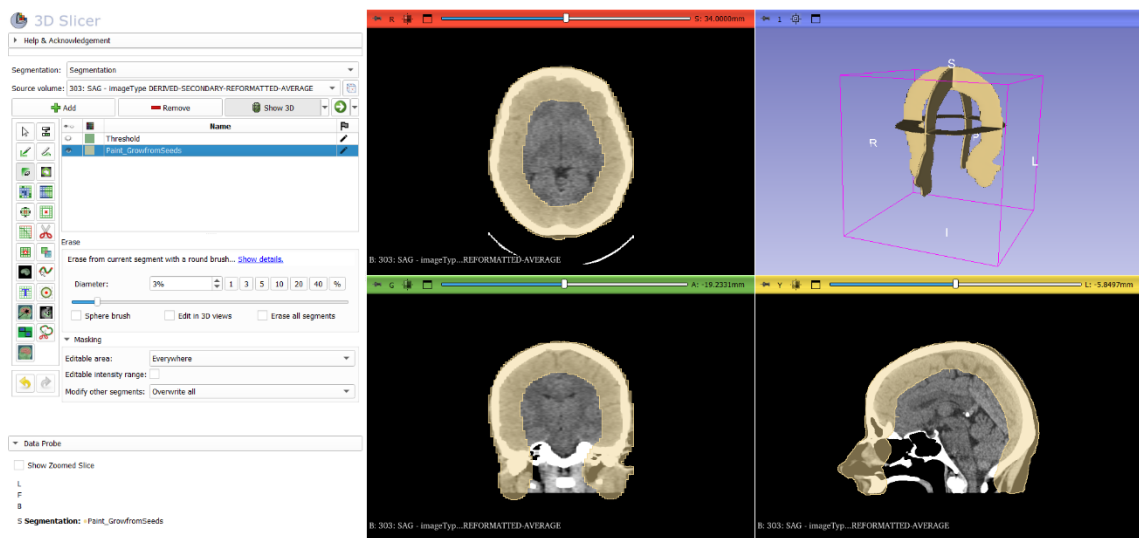 3D Slicer
Help & Acknowledgement
Segmentation: Segmentation
Source volume: 303: SAG - imageType DERIVED-SECONDARY-REFORMATTED-AVERAGE
Add Remove Show 3D
Name
Threshold
Paint_GrowfromSeeds
Erase
Erase from current segment with a round brush... Show details.
Diameter: 3% 1 3 5 10 20 40 %
Sphere brush Edit in 3D views Erase all segments
Masking
Editable area: Everywhere
Editable intensity range:
Modify other segments: Overwrite all
Data Probe
Show Zoomed Slice
L
F
B
S Segmentation: Paint_GrowfromSeeds
R S: 34.0000mm
B: 303: SAG - imageTyp...REFORMATTED-AVERAGE
1
S
R
P
L
I
G A: -19.2331mm
B: 303: SAG - imageTyp...REFORMATTED-AVERAGE
Y L: -5.8497mm
B: 303: SAG - imageTyp...REFORMATTED-AVERAGE